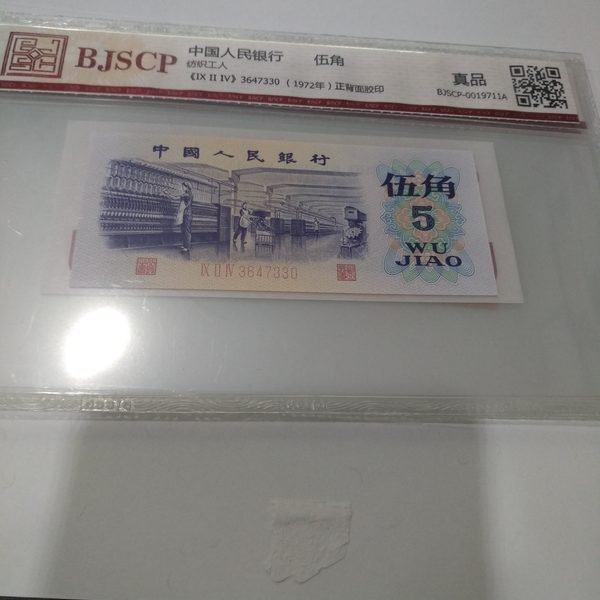 BJSCP
中国人民银行 伍角
纺织工人
《IX II IV》3647330 （1972年）正背面胶印
真品
BJSCP-0019711A
中國人民銀行
伍角
5
WU
JIAO
IX II IV 3647330